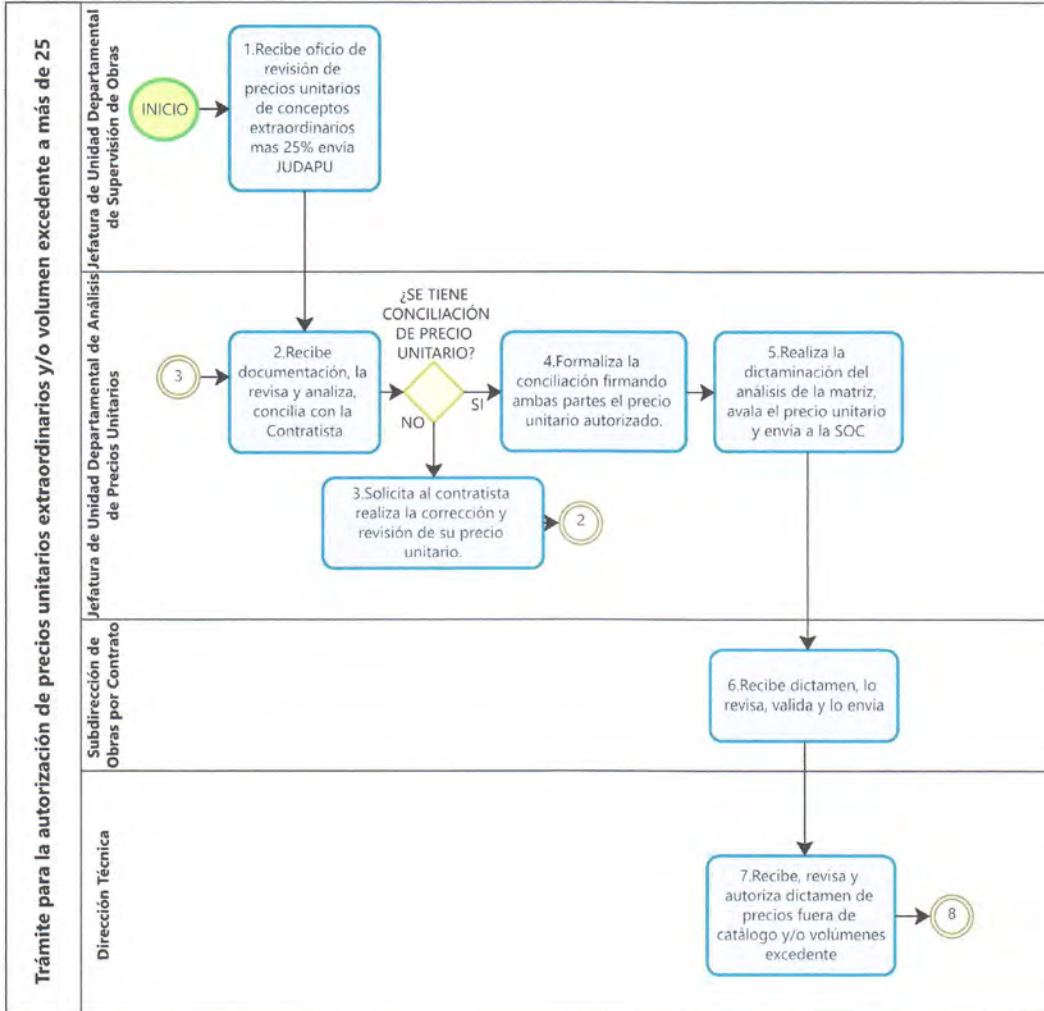 Trámite para la autorización de precios unitarios extraordinarios y/o volumen excedente a más de 25
Jefatura de Unidad Departamental
de Supervisión de Obras
INICIO
1.Recibe oficio de
revisión de
precios unitarios
de conceptos
extraordinarios
mas 25% envía
JUDAPU
Jefatura de Unidad Departamental de Análisis
de Precios Unitarios
3
2.Recibe
documentación, la
revisa y analiza,
concilia con la
Contratista
¿SE TIENE
CONCILIACIÓN
DE PRECIO
UNITARIO?
SI
NO
4.Formaliza la
conciliación firmando
ambas partes el precio
unitario autorizado.
5.Realiza la
dictaminación del
análisis de la matriz,
avala el precio unitario
y envía a la SOC
3.Solicita al contratista
realiza la corrección y
revisión de su precio
unitario.
2
Subdirección de
Obras por Contrato
6.Recibe dictamen, lo
revisa, valida y lo envía
Dirección Técnica
7.Recibe, revisa y
autoriza dictamen de
precios fuera de
catálogo y/o volúmenes
excedente
8